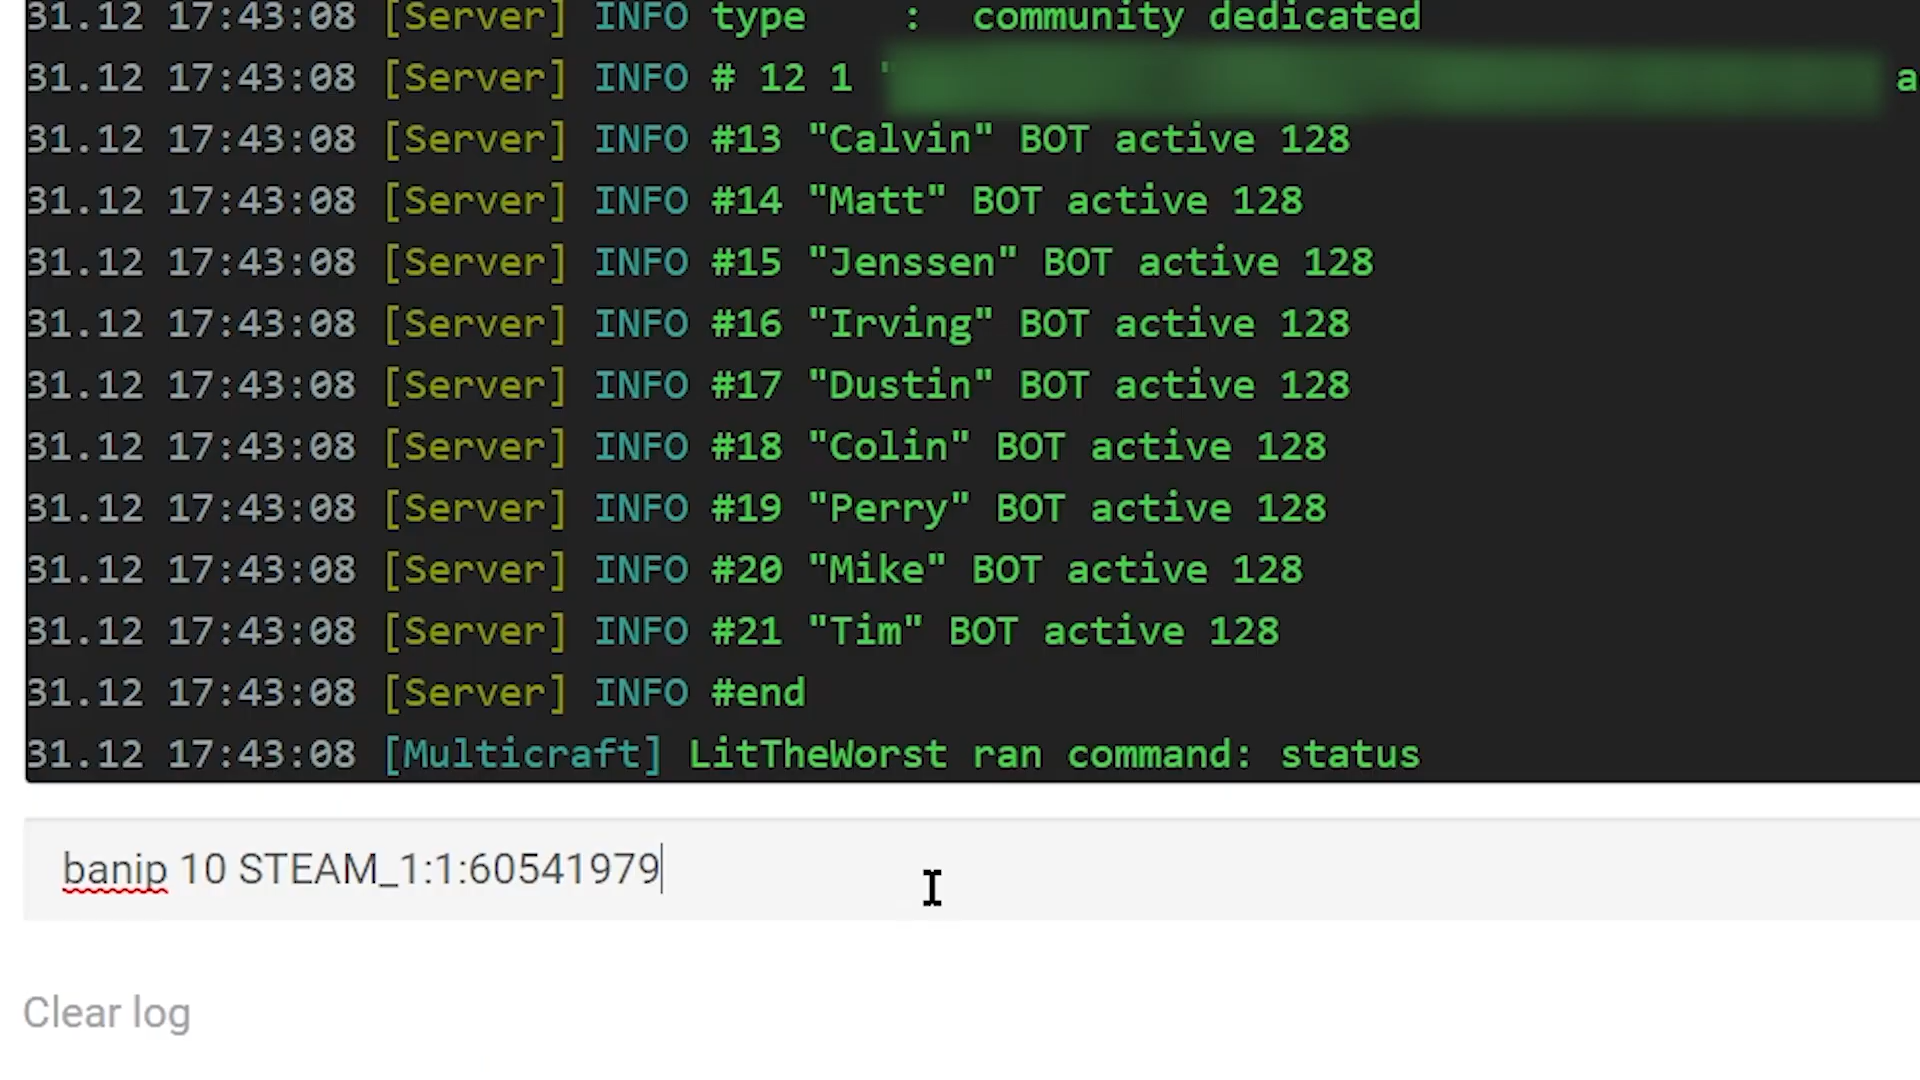 31.12 17:43:08 [Server] INFO type : community dedicated
31.12 17:43:08 [Server] INFO # 12 1 " a
31.12 17:43:08 [Server] INFO #13 "Calvin" BOT active 128
31.12 17:43:08 [Server] INFO #14 "Matt" BOT active 128
31.12 17:43:08 [Server] INFO #15 "Jenssen" BOT active 128
31.12 17:43:08 [Server] INFO #16 "Irving" BOT active 128
31.12 17:43:08 [Server] INFO #17 "Dustin" BOT active 128
31.12 17:43:08 [Server] INFO #18 "Colin" BOT active 128
31.12 17:43:08 [Server] INFO #19 "Perry" BOT active 128
31.12 17:43:08 [Server] INFO #20 "Mike" BOT active 128
31.12 17:43:08 [Server] INFO #21 "Tim" BOT active 128
31.12 17:43:08 [Server] INFO #end
31.12 17:43:08 [Multicraft] LitTheWorst ran command: status
banip 10 STEAM_1:1:60541979
Clear log